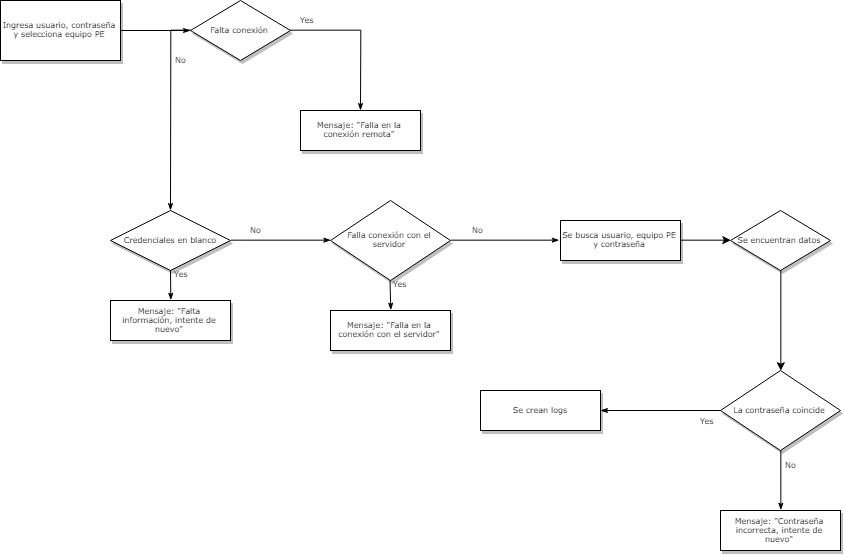 Ingresa usuario, contraseña
y selecciona equipo PE
Falta conexión
Yes
No
Mensaje: "Falla en la
conexión remota"
Credenciales en blanco
No
Yes
Mensaje: "Falta
información, intente de
nuevo"
Falla conexión con el
servidor
No
Yes
Mensaje: "Falla en la
conexión con el servidor"
Se busca usuario, equipo PE
y contraseña
Se encuentran datos
La contraseña coincide
Yes
Se crean logs
No
Mensaje: "Contraseña
incorrecta, intente de
nuevo"